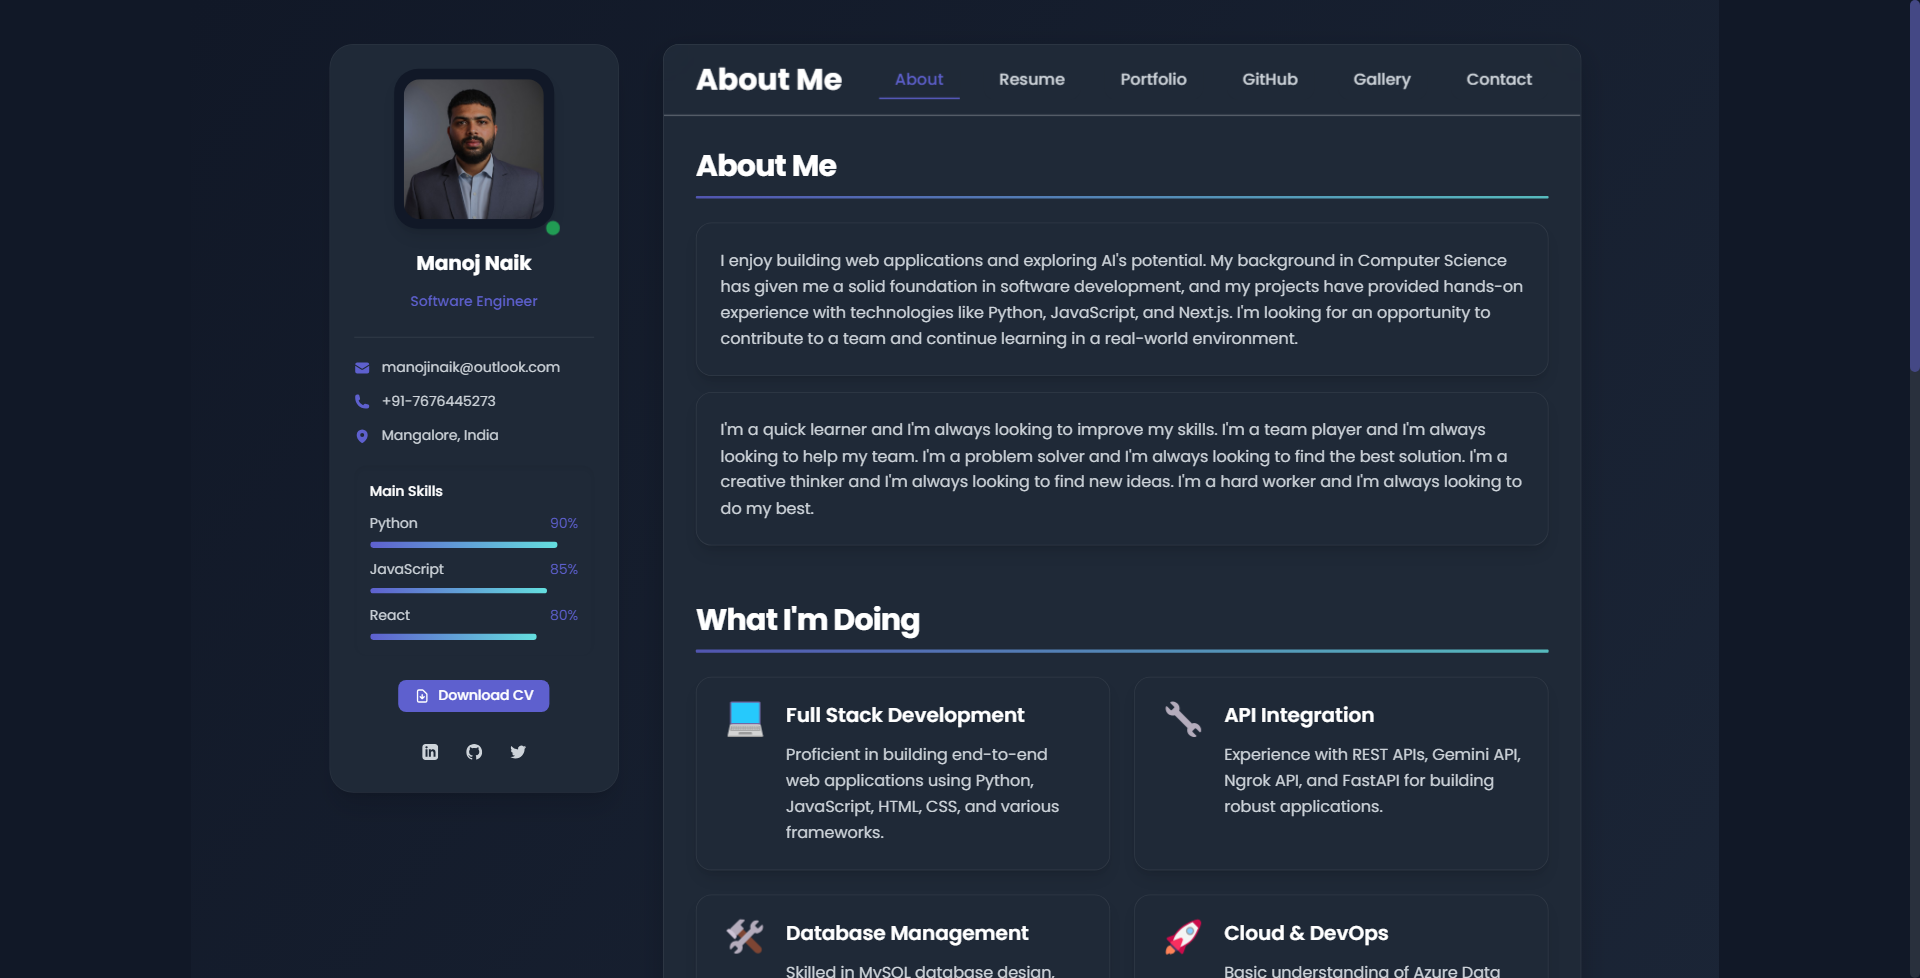 Manoj Naik
Software Engineer
manojinaik@outlook.com
+91-7676445273
Mangalore, India
Main Skills
Python 90%
JavaScript 85%
React 80%
Download CV
About Me
About Resume Portfolio GitHub Gallery Contact
About Me
I enjoy building web applications and exploring AI's potential. My background in Computer Science
has given me a solid foundation in software development, and my projects have provided hands-on
experience with technologies like Python, JavaScript, and Next.js. I'm looking for an opportunity to
contribute to a team and continue learning in a real-world environment.
I'm a quick learner and I'm always looking to improve my skills. I'm a team player and I'm always
looking to help my team. I'm a problem solver and I'm always looking to find the best solution. I'm a
creative thinker and I'm always looking to find new ideas. I'm a hard worker and I'm always looking to
do my best.
What I'm Doing
Full Stack Development
Proficient in building end-to-end
web applications using Python,
JavaScript, HTML, CSS, and various
frameworks.
API Integration
Experience with REST APIs, Gemini API,
Ngrok API, and FastAPI for building
robust applications.
Database Management
Skilled in MySQL database design,
Cloud & DevOps
Basic understanding of Azure Data